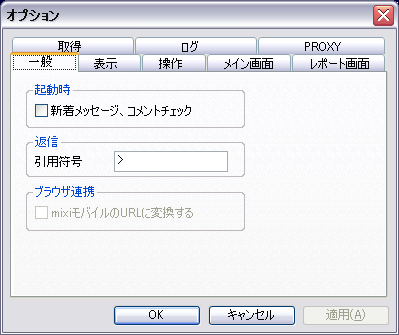 オプション
取得 ログ PROXY
一般 表示 操作 メイン画面 レポート画面
起動時
新着メッセージ、コメントチェック
返信
引用符号 >
ブラウザ連携
mixiモバイルのURLに変換する
OK キャンセル 適用(A)